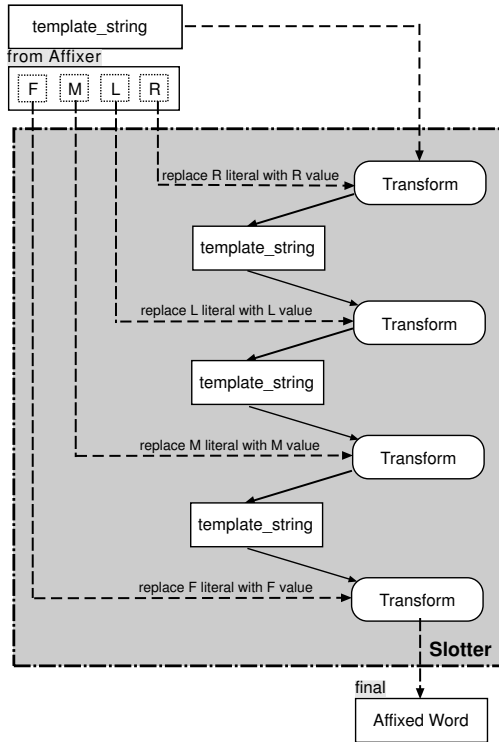 template_string
from Affixer
F M L R
replace R literal with R value
Transform
template_string
replace L literal with L value
Transform
template_string
replace M literal with M value
Transform
template_string
replace F literal with F value
Transform
Slotter
final
Affixed Word